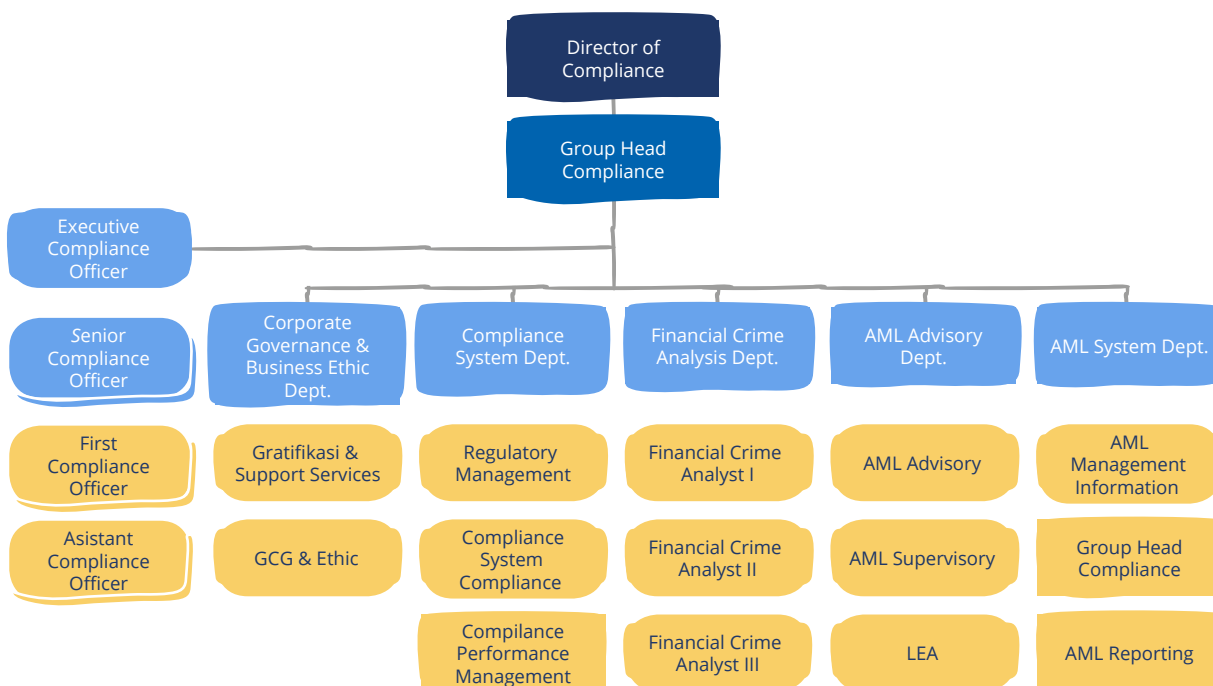 Director of
Compliance
Group Head
Compliance
Executive
Compliance
Officer
Senior
Compliance
Officer
Corporate
Governance &
Business Ethic
Dept.
Compliance
System Dept.
Financial Crime
Analysis Dept.
AML Advisory
Dept.
AML System Dept.
First
Compliance
Officer
Gratifikasi &
Support Services
Regulatory
Management
Financial Crime
Analyst I
AML Advisory
AML
Management
Information
Asistant
Compliance
Officer
GCG & Ethic
Compliance
System
Compliance
Financial Crime
Analyst II
AML Supervisory
Group Head
Compliance
Compilance
Performance
Management
Financial Crime
Analyst III
LEA
AML Reporting